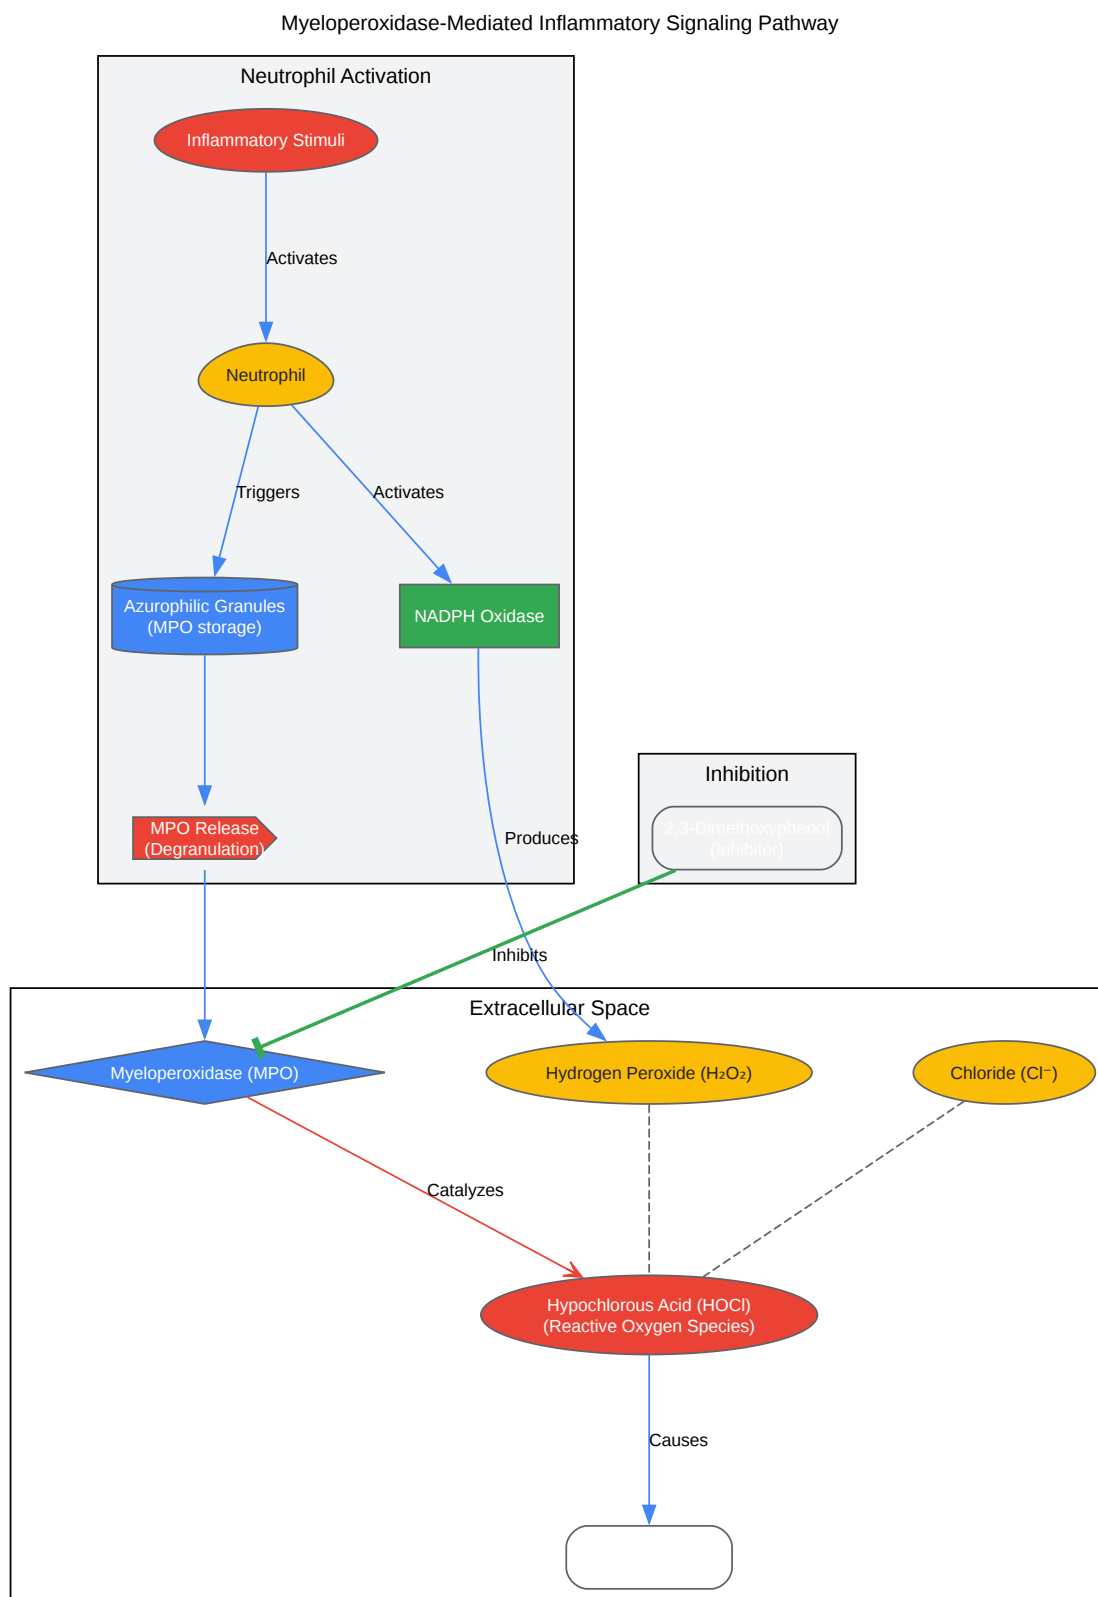 Myeloperoxidase-Mediated Inflammatory Signaling Pathway
Neutrophil Activation
Inflammatory Stimuli
Activates
Neutrophil
Triggers
Activates
Azurophilic Granules
(MPO storage)
NADPH Oxidase
Inhibition
2,3-Dimethoxyphenol
(Inhibitor)
MPO Release
(Degranulation)
Produces
Inhibits
Extracellular Space
Myeloperoxidase (MPO)
Hydrogen Peroxide (H₂O₂)
Chloride (Cl⁻)
Catalyzes
Hypochlorous Acid (HOCl)
(Reactive Oxygen Species)
Causes